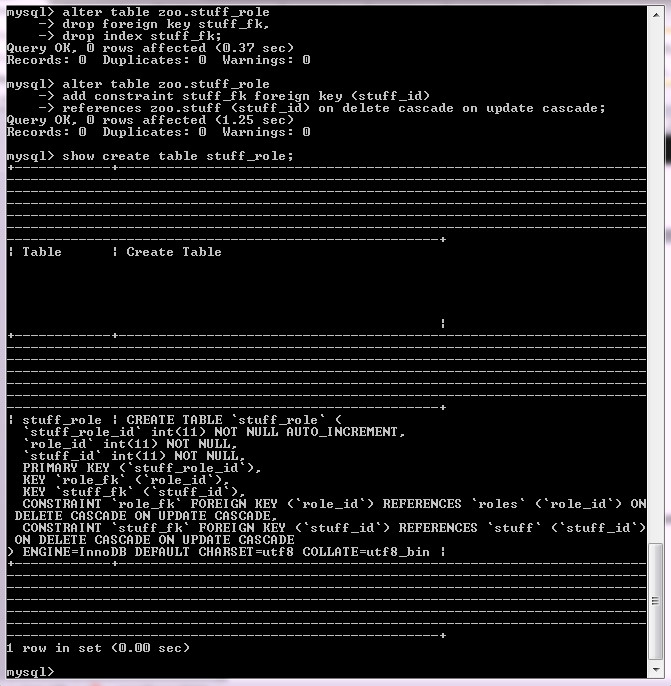 mysql> alter table zoo.stuff_role
    -> drop foreign key stuff_fk,
    -> drop index stuff_fk;
Query OK, 0 rows affected (0.37 sec)
Records: 0  Duplicates: 0  Warnings: 0
mysql> alter table zoo.stuff_role
    -> add constraint stuff_fk foreign key (stuff_id)
    -> references zoo.stuff (stuff_id) on delete cascade on update cascade;
Query OK, 0 rows affected (1.25 sec)
Records: 0  Duplicates: 0  Warnings: 0
mysql> show create table stuff_role;
| Table      | Create Table
|
| stuff_role | CREATE TABLE `stuff_role` (
  `stuff_role_id` int(11) NOT NULL AUTO_INCREMENT,
  `role_id` int(11) NOT NULL,
  `stuff_id` int(11) NOT NULL,
  PRIMARY KEY (`stuff_role_id`),
  KEY `role_fk` (`role_id`),
  KEY `stuff_fk` (`stuff_id`),
  CONSTRAINT `role_fk` FOREIGN KEY (`role_id`) REFERENCES `roles` (`role_id`) ON
 DELETE CASCADE ON UPDATE CASCADE,
  CONSTRAINT `stuff_fk` FOREIGN KEY (`stuff_id`) REFERENCES `stuff` (`stuff_id`)
 ON DELETE CASCADE ON UPDATE CASCADE
) ENGINE=InnoDB DEFAULT CHARSET=utf8 COLLATE=utf8_bin |
1 row in set (0.00 sec)
mysql>